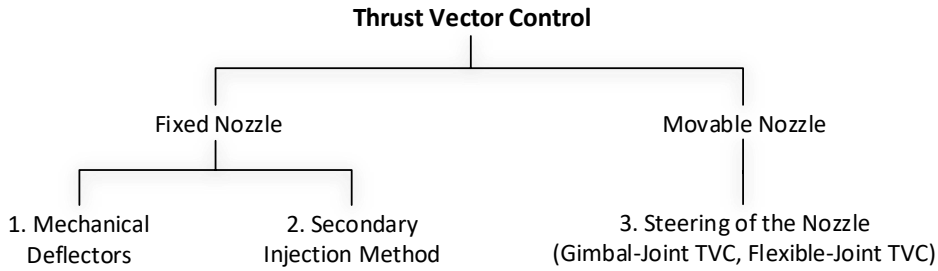 Thrust Vector Control
Fixed Nozzle
Movable Nozzle
1. Mechanical
Deflectors
2. Secondary
Injection Method
3. Steering of the Nozzle
(Gimbal-Joint TVC, Flexible-Joint TVC)